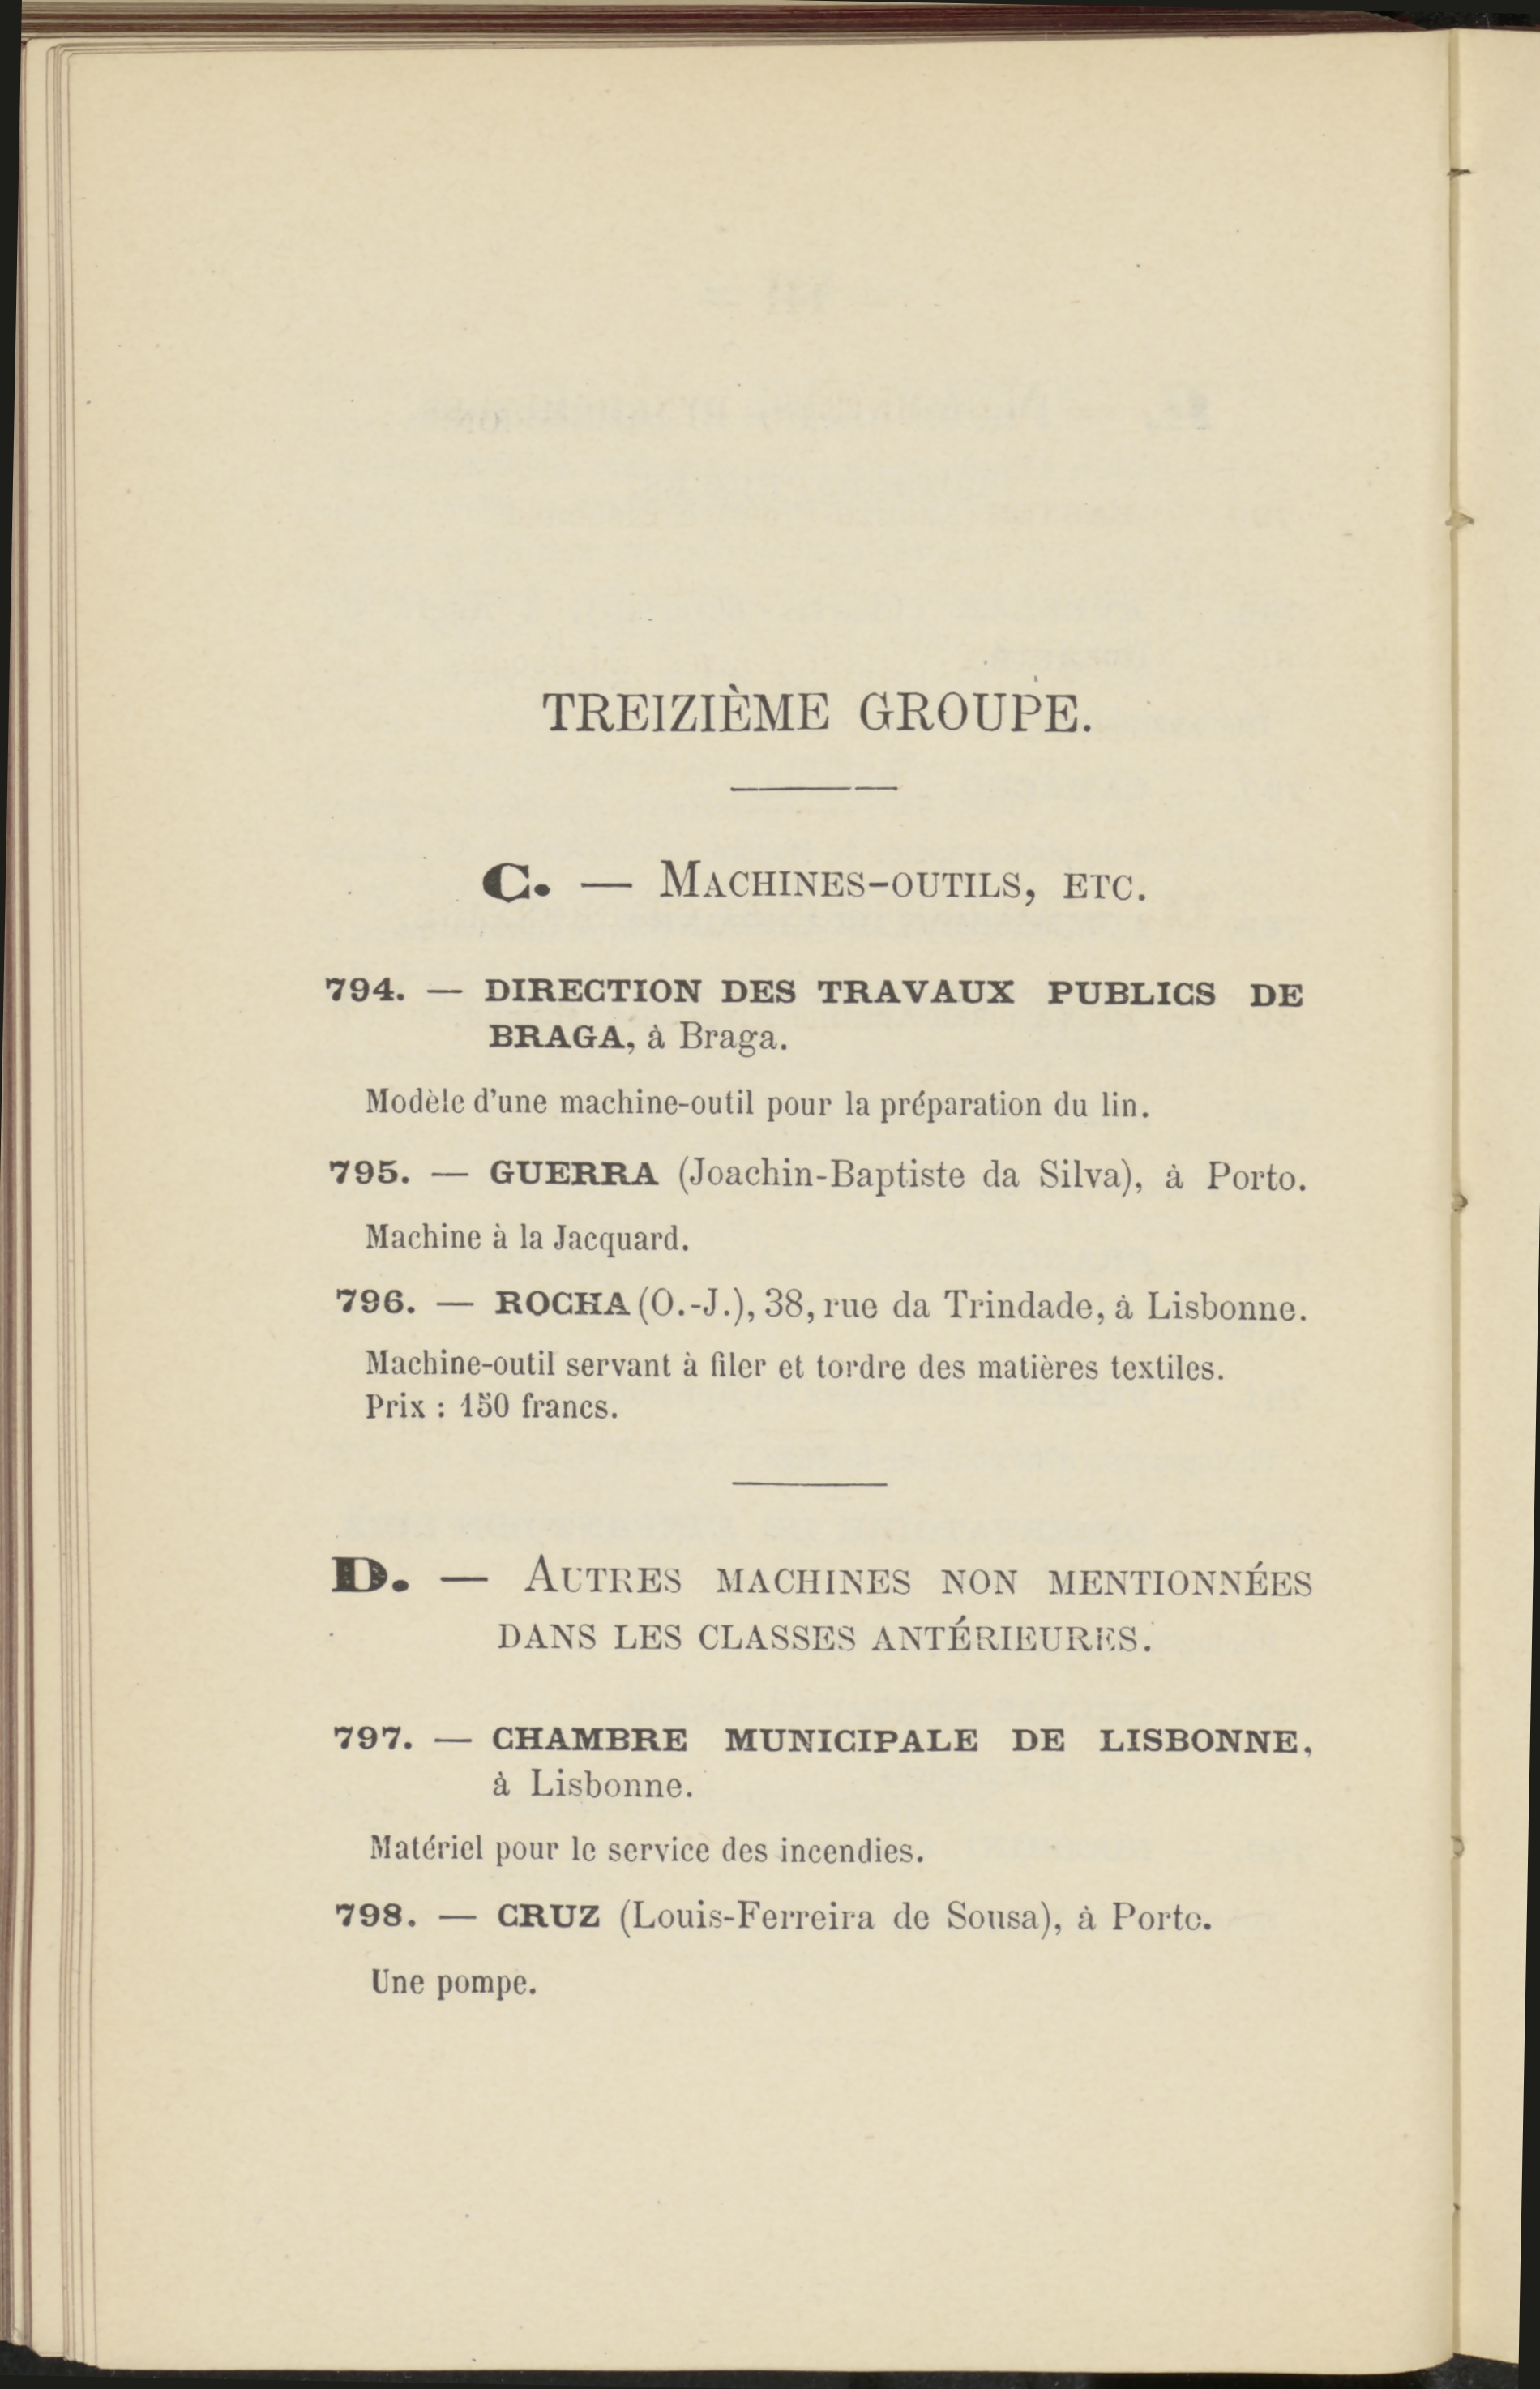 TREIZIÈME GROUPE.
C. — MACHINES-OUTILS, ETC.
794. — DIRECTION DES TRAVAUX PUBLICS DE
BRAGA, à Braga.
Modèle d'une machine-outil pour la préparation du lin.
795. — GUERRA (Joachin-Baptiste da Silva), à Porto.
Machine à la Jacquard.
796. — ROCHA (O.-J.), 38, rue da Trindade, à Lisbonne.
Machine-outil servant à filer et tordre des matières textiles.
Prix : 150 francs.
D. — AUTRES MACHINES NON MENTIONNÉES
DANS LES CLASSES ANTÉRIEURES.
797. — CHAMBRE MUNICIPALE DE LISBONNE,
à Lisbonne.
Matériel pour le service des incendies.
798. — CRUZ (Louis-Ferreira de Sousa), à Porto.
Une pompe.